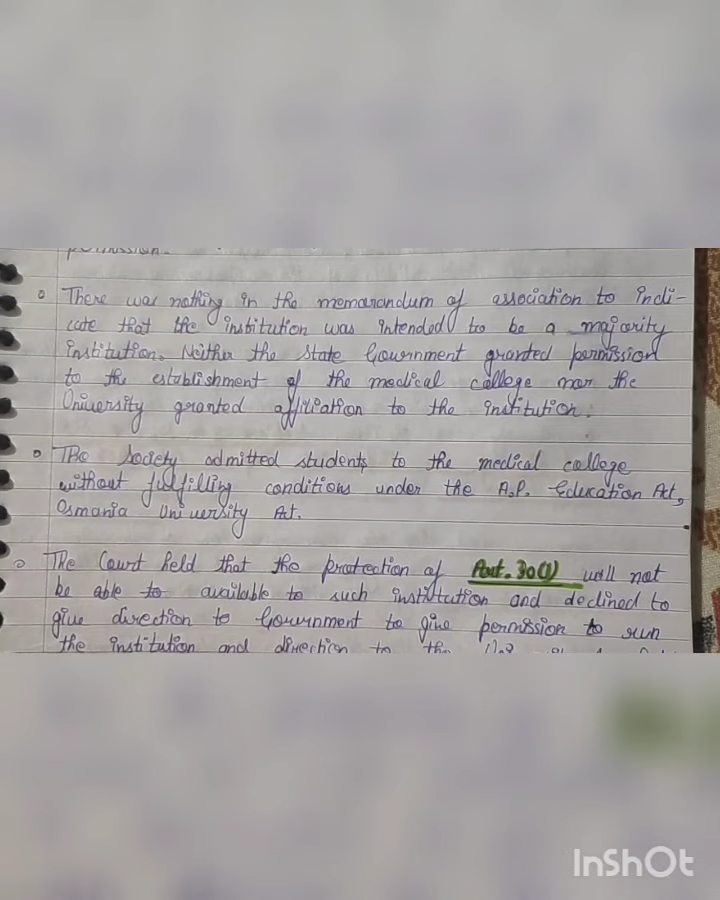 permission.
There was nothing in the memorandum of association to indi-
cate that the institution was intended to be a majority
institution. Neither the State Government granted permission
to the establishment of the medical college nor the
University granted affiliation to the institution.
The Society admitted students to the medical college
without fulfilling conditions under the A.P. Education Act,
Osmania University Act.
The Court held that the protection of Art. 30(1) will not
be able to available to such institution and declined to
give direction to Government to give permission to run
the institution and direction to the
InShOt